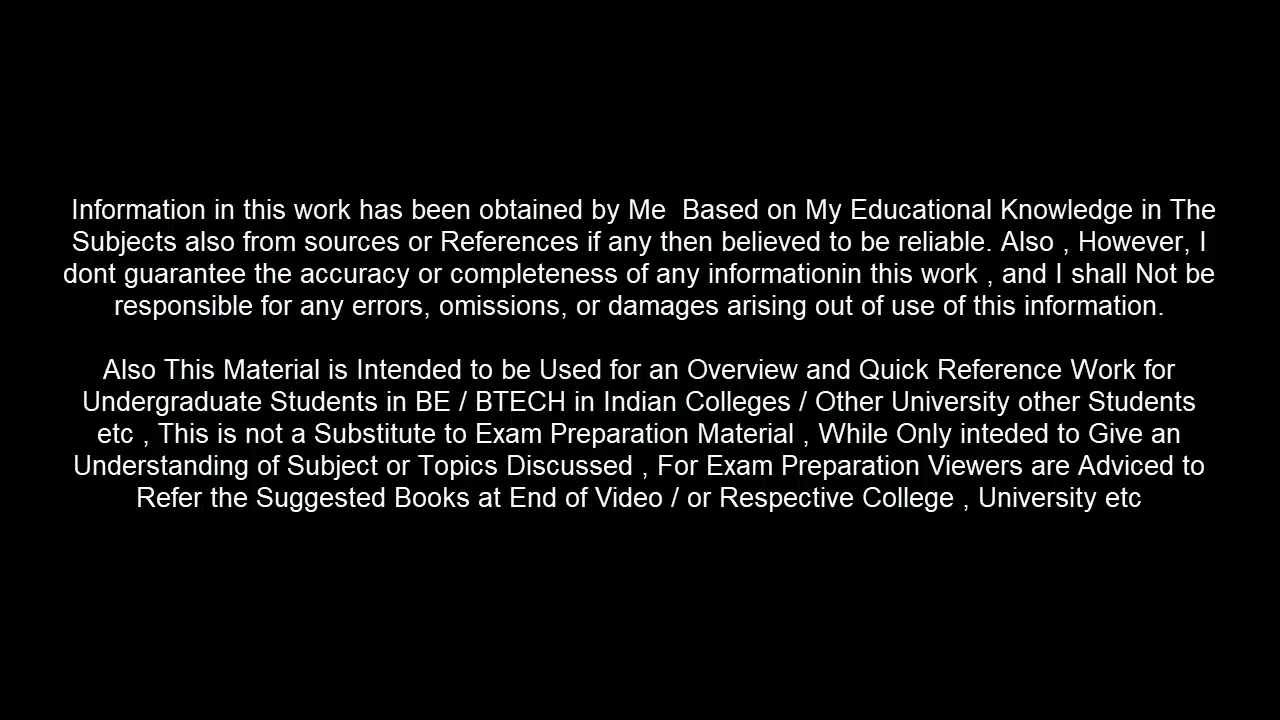 Information in this work has been obtained by Me  Based on My Educational Knowledge in The
Subjects also from sources or References if any then believed to be reliable. Also , However, I
dont guarantee the accuracy or completeness of any informationin this work , and I shall Not be
responsible for any errors, omissions, or damages arising out of use of this information.
Also This Material is Intended to be Used for an Overview and Quick Reference Work for
Undergraduate Students in BE / BTECH in Indian Colleges / Other University other Students
etc , This is not a Substitute to Exam Preparation Material , While Only inteded to Give an
Understanding of Subject or Topics Discussed , For Exam Preparation Viewers are Adviced to
Refer the Suggested Books at End of Video / or Respective College , University etc